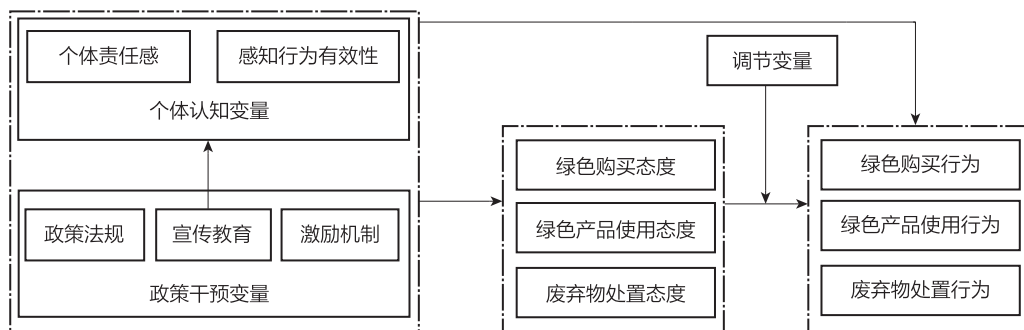 个体责任感
感知行为有效性
个体认知变量
政策法规
宣传教育
激励机制
政策干预变量
绿色购买态度
绿色产品使用态度
废弃物处置态度
调节变量
绿色购买行为
绿色产品使用行为
废弃物处置行为